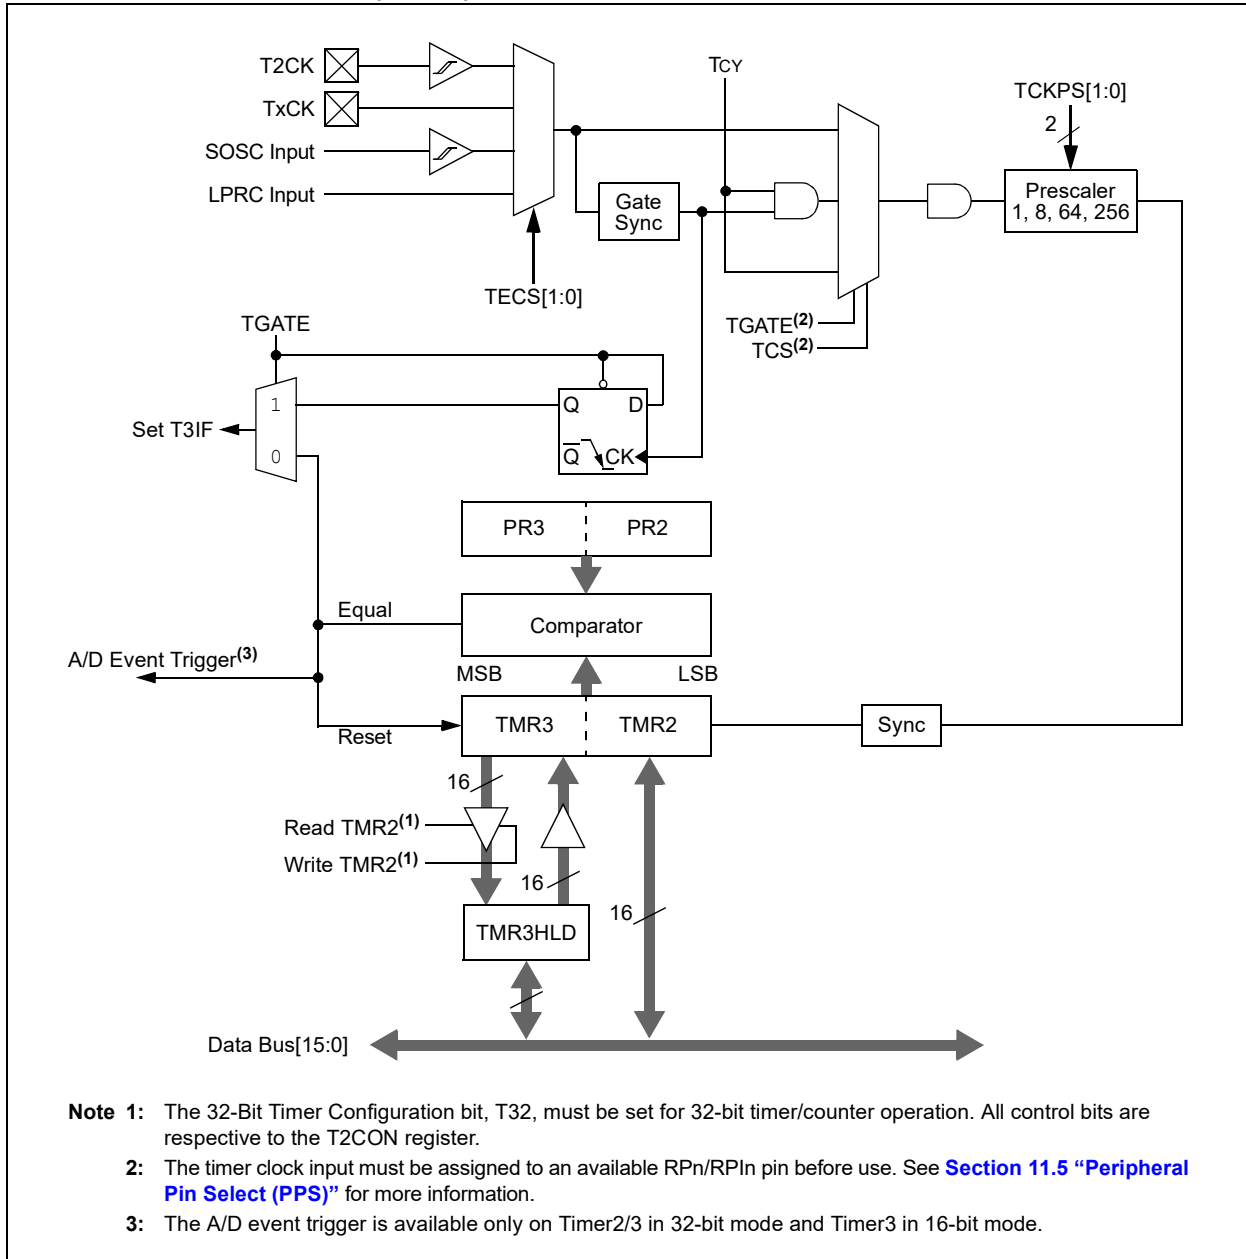 T2CK
TxCK
SOSC Input
LPRC Input
TECS[1:0]
TCY
TCKPS[1:0]
2
Gate
Sync
Prescaler
1, 8, 64, 256
TGATE(2)
TCS(2)
TGATE
1
0
Set T3IF
Q
D
Q
CK
PR3
PR2
Equal
Comparator
A/D Event Trigger(3)
MSB
LSB
TMR3
TMR2
Sync
Reset
16
Read TMR2(1)
Write TMR2(1)
16
16
TMR3HLD
Data Bus[15:0]
Note 1: The 32-Bit Timer Configuration bit, T32, must be set for 32-bit timer/counter operation. All control bits are
respective to the T2CON register.
2: The timer clock input must be assigned to an available RPn/RPIn pin before use. See Section 11.5 “Peripheral
Pin Select (PPS)” for more information.
3: The A/D event trigger is available only on Timer2/3 in 32-bit mode and Timer3 in 16-bit mode.